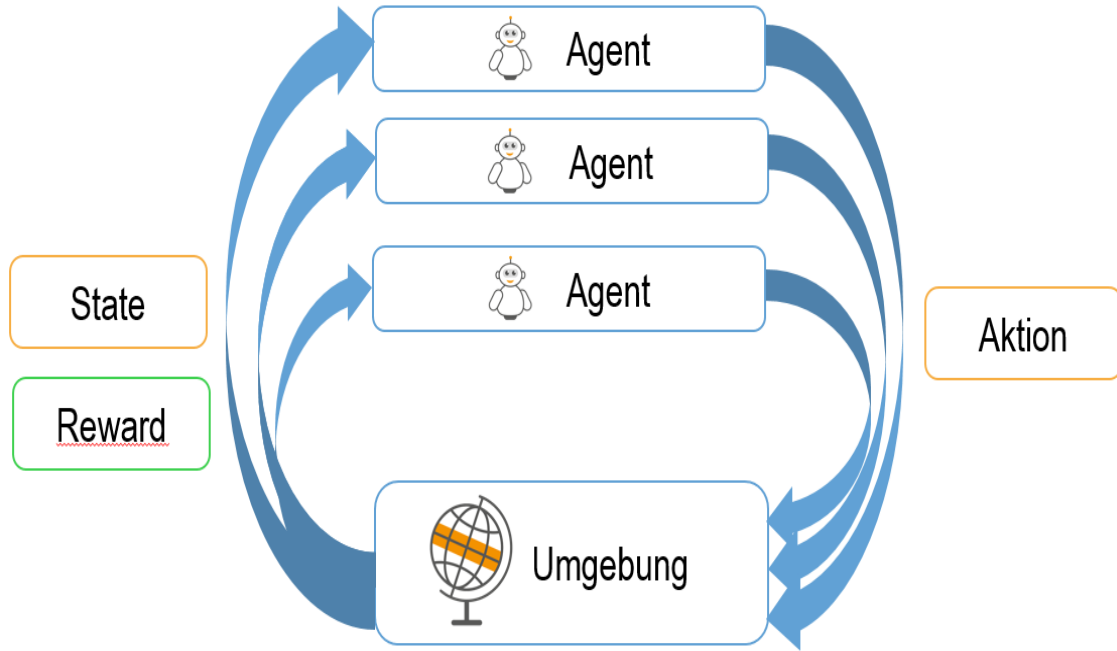 Agent
Agent
Agent
State
Reward
Aktion
Umgebung